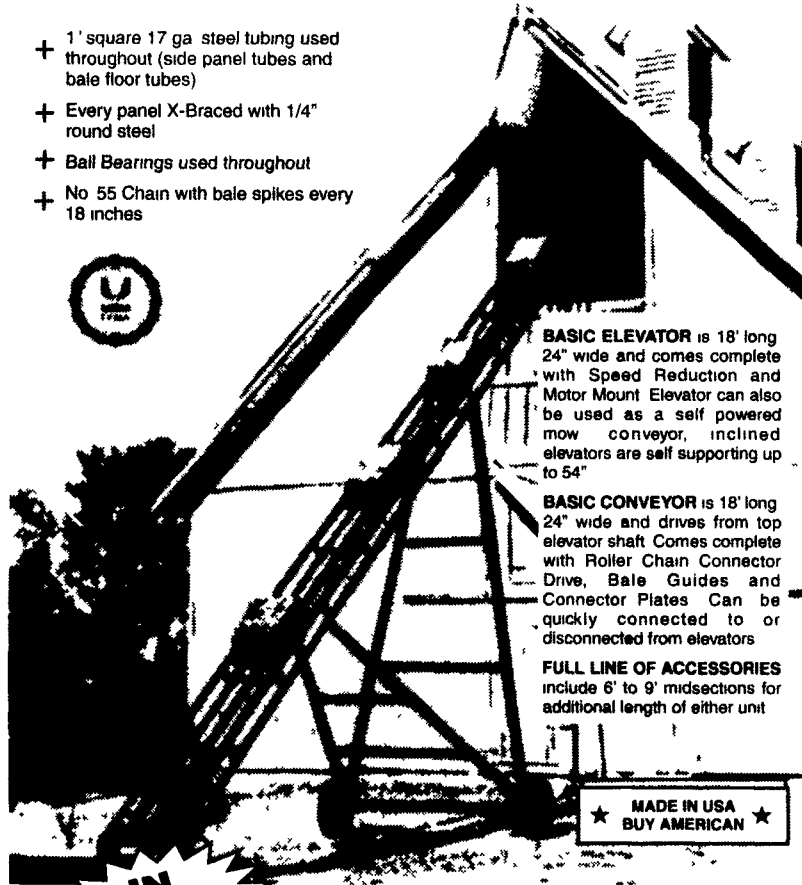 + 1' square 17 ga steel tubing used
throughout (side panel tubes and
bale floor tubes)
+ Every panel X-Braced with 1/4"
round steel
+ Ball Bearings used throughout
+ No 55 Chain with bale spikes every
18 inches
BASIC ELEVATOR is 18' long
24" wide and comes complete
with Speed Reduction and
Motor Mount Elevator can also
be used as a self powered
mow conveyor, inclined
elevators are self supporting up
to 54"
BASIC CONVEYOR is 18' long
24" wide and drives from top
elevator shaft Comes complete
with Roller Chain Connector
Drive, Bale Guides and
Connector Plates Can be
quickly connected to or
disconnected from elevators
FULL LINE OF ACCESSORIES
include 6' to 9' midsections for
additional length of either unit
★ MADE IN USA ★
BUY AMERICAN
IN